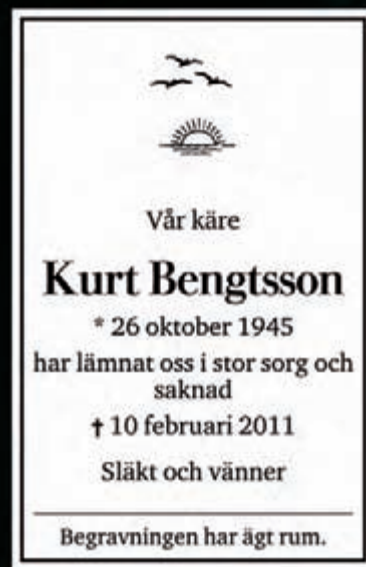 Vår käre
Kurt Bengtsson
* 26 oktober 1945
har lämnat oss i stor sorg och
saknad
† 10 februari 2011
Släkt och vänner
Begravningen har ägt rum.